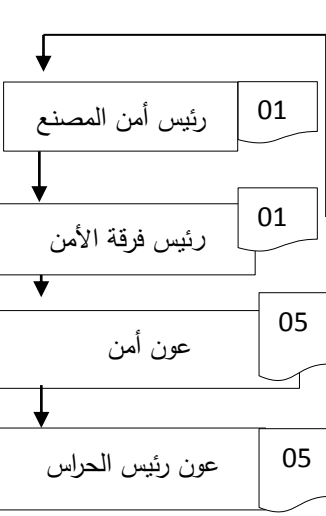 رئيس أمن المصنع
01
رئيس فرقة الأمن
01
عون أمن
05
عون رئيس الحراس
05